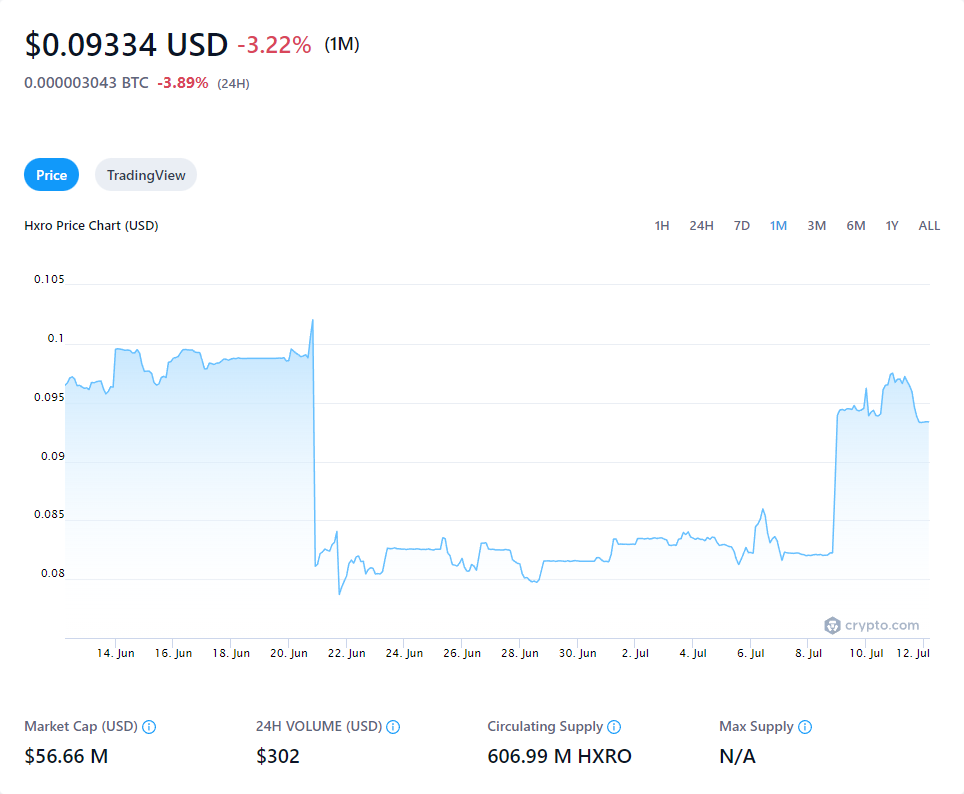 $0.09334 USD -3.22% (1M)
0.000003043 BTC -3.89% (24H)
Price TradingView
Hxro Price Chart (USD) 1H 24H 7D 1M 3M 6M 1Y ALL
0.105
0.1
0.095
0.09
0.085
0.08
crypto.com
14. Jun 16. Jun 18. Jun 20. Jun 22. Jun 24. Jun 26. Jun 28. Jun 30. Jun 2. Jul 4. Jul 6. Jul 8. Jul 10. Jul 12. Jul
Market Cap (USD) 24H VOLUME (USD) Circulating Supply Max Supply
$56.66 M $302 606.99 M HXRO N/A